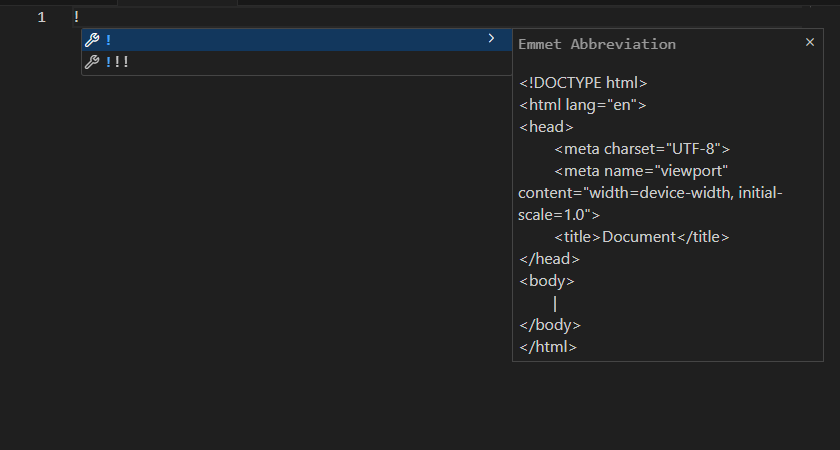 1 !
!
!!!
Emmet Abbreviation
<!DOCTYPE html>
<html lang="en">
<head>
<meta charset="UTF-8">
<meta name="viewport"
content="width=device-width, initial-
scale=1.0">
<title>Document</title>
</head>
<body>
|
</body>
</html>